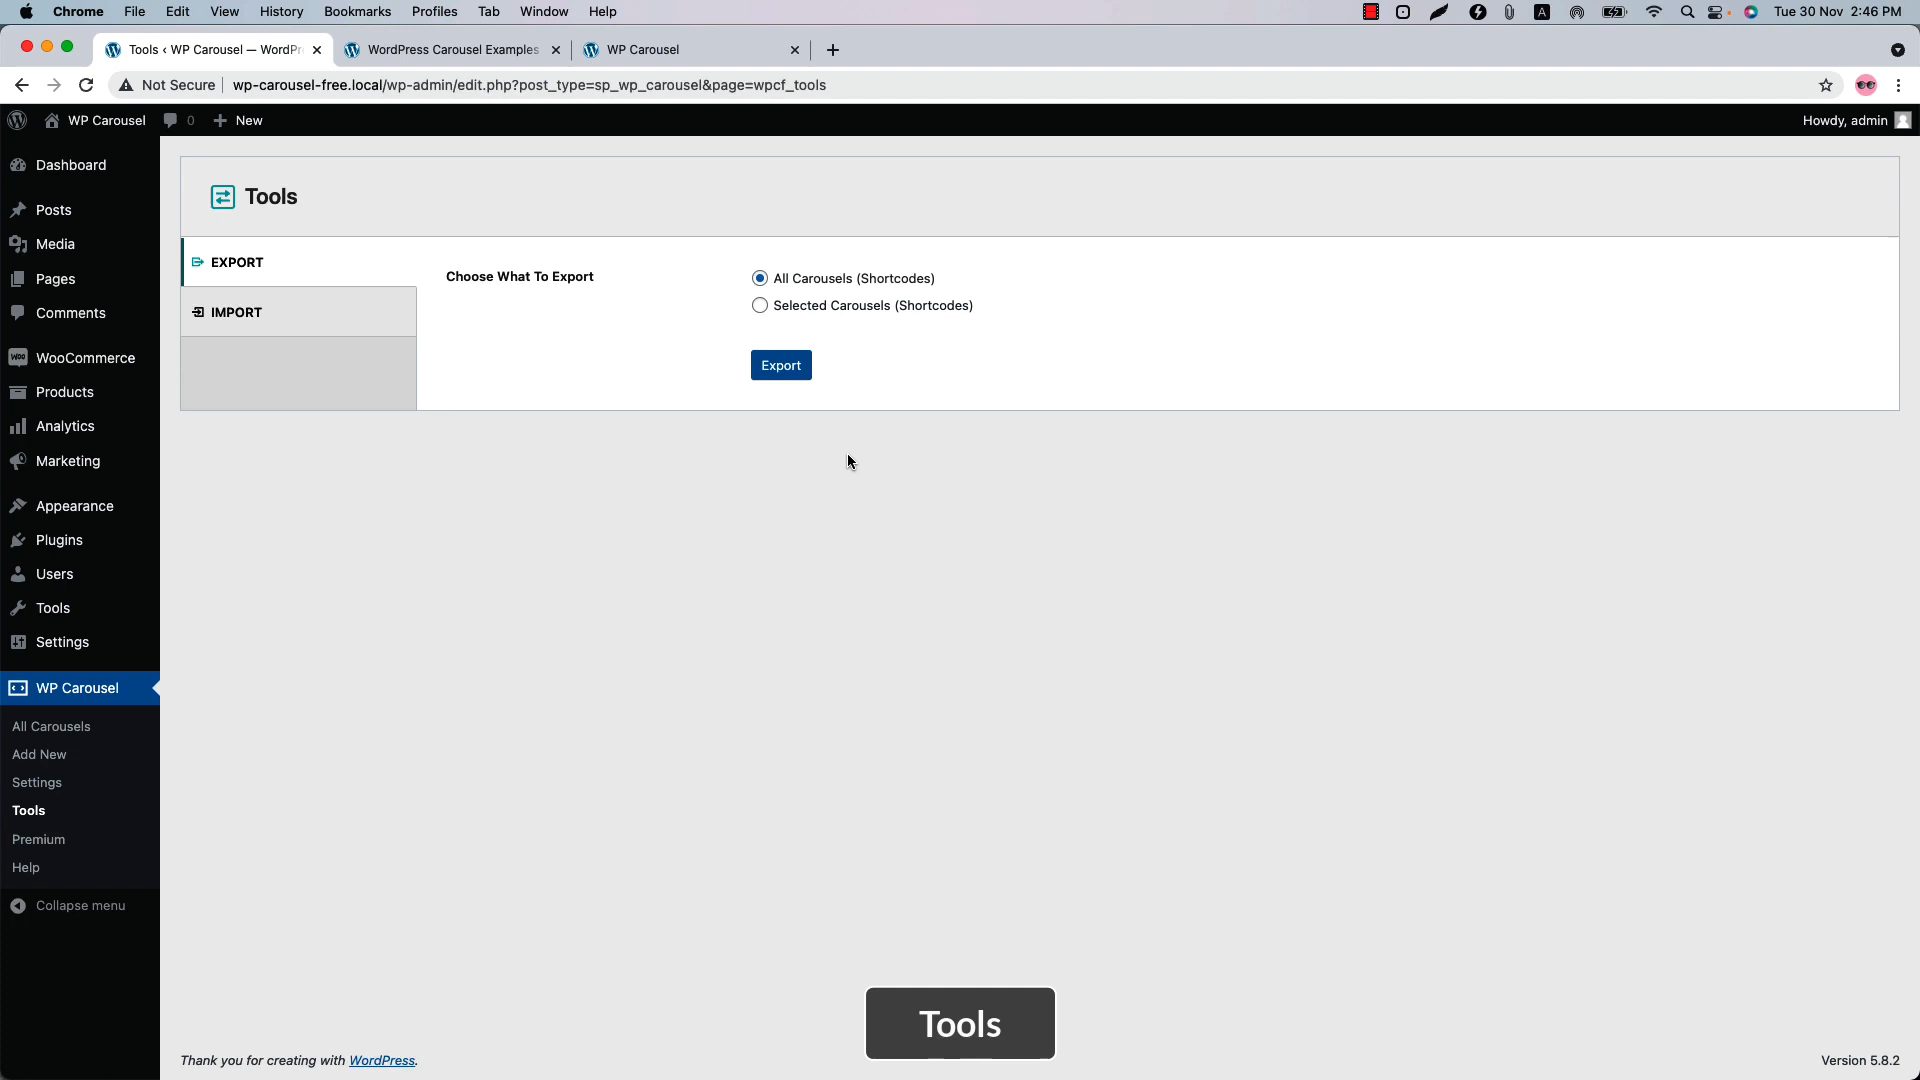 Chrome File Edit View History Bookmarks Profiles Tab Window Help A Tue 30 Nov 2:46 PM
Tools ‹ WP Carousel — WordPr WordPress Carousel Examples WP Carousel
Not Secure wp-carousel-free.local/wp-admin/edit.php?post_type=sp_wp_carousel&page=wpcf_tools
WP Carousel 0 New Howdy, admin
Dashboard
Posts
Media
Pages
Comments
Woo WooCommerce
Products
Analytics
Marketing
Appearance
Plugins
Users
Tools
Settings
WP Carousel
All Carousels
Add New
Settings
Tools
Premium
Help
Collapse menu
Tools
EXPORT
IMPORT
Choose What To Export
All Carousels (Shortcodes)
Selected Carousels (Shortcodes)
Export
Tools
Thank you for creating with WordPress.
Version 5.8.2